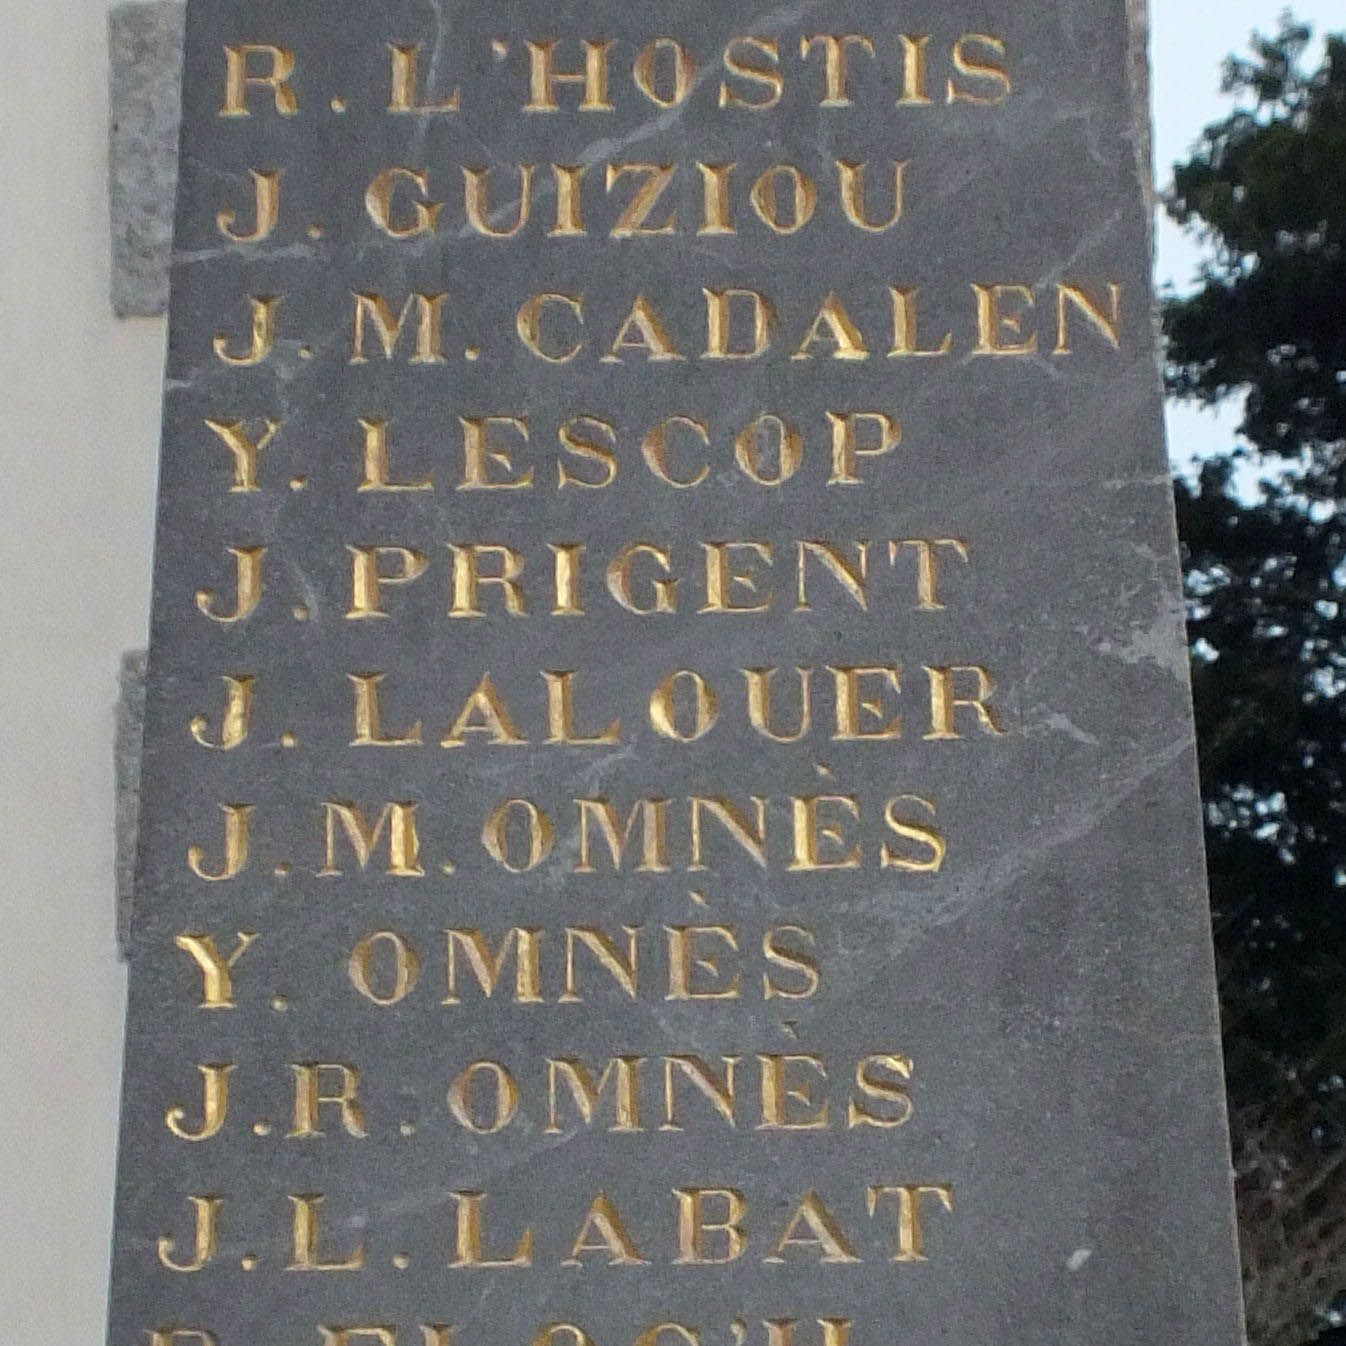 R. L'HOSTIS
J. GUIZIOU
J. M. CADALEN
Y. LESCOP
J. PRIGENT
J. LALOUER
J. M. OMNÈS
Y. OMNÈS
J. R. OMNÈS
J. L. LABAT